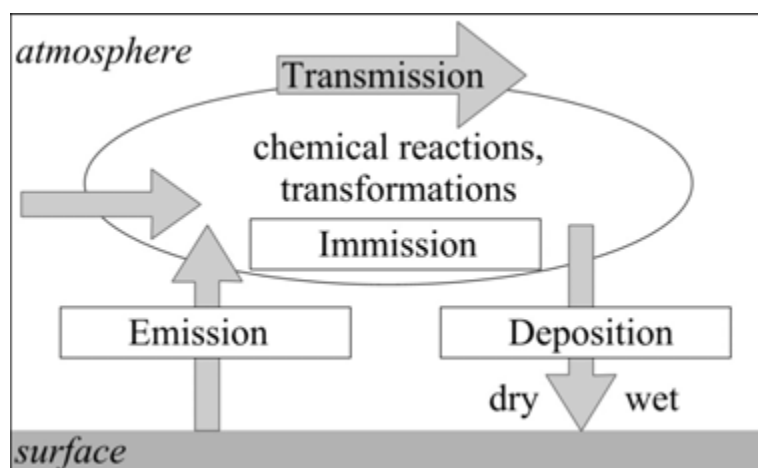 atmosphere
Transmission
chemical reactions,
transformations
Immission
Emission
Deposition
dry wet
surface